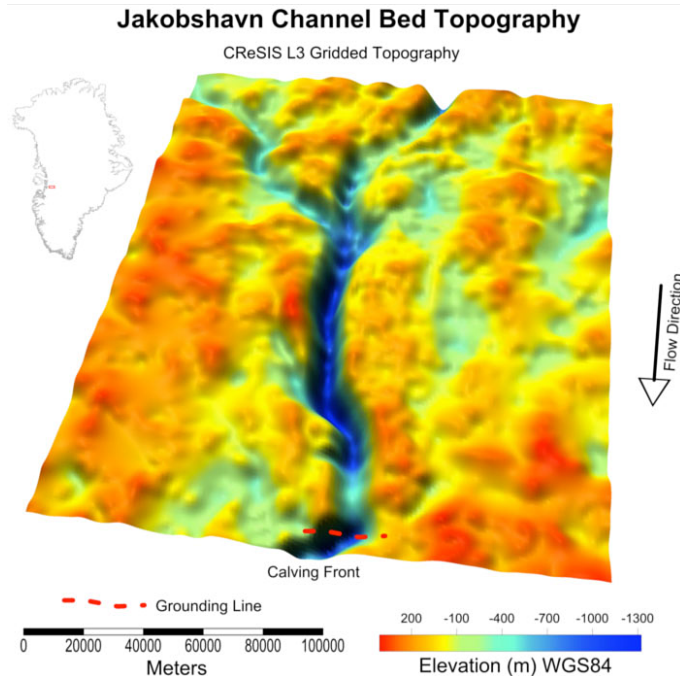 Jakobshavn Channel Bed Topography
CReSIS L3 Gridded Topography
Flow Direction
Calving Front
Grounding Line
0 20000 40000 60000 80000 100000
Meters
200 -100 -400 -700 -1000 -1300
Elevation (m) WGS84